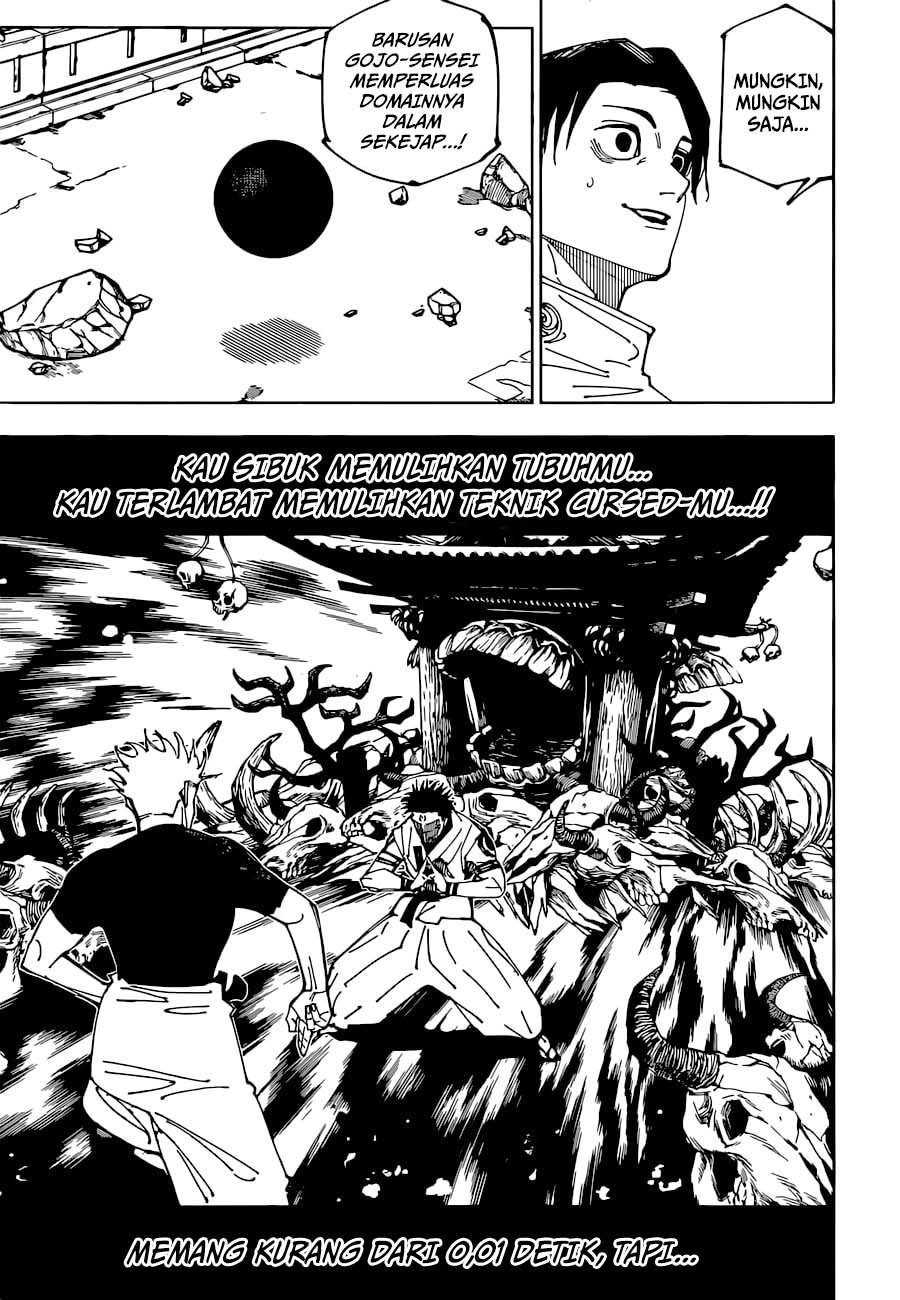 MUNGKIN,
MUNGKIN
SAJA...
BARUSAN
GOJO-SENSEI
MEMPERLUAS
DOMAINNYA
DALAM
SEKEJAP...!
KAU SIBUK MEMULIHKAN TUBUHMU...
KAU TERLAMBAT MEMULIHKAN TEKNIK CURSED-MU...!!
MEMANG KURANG DARI 0,01 DETIK, TAPI...